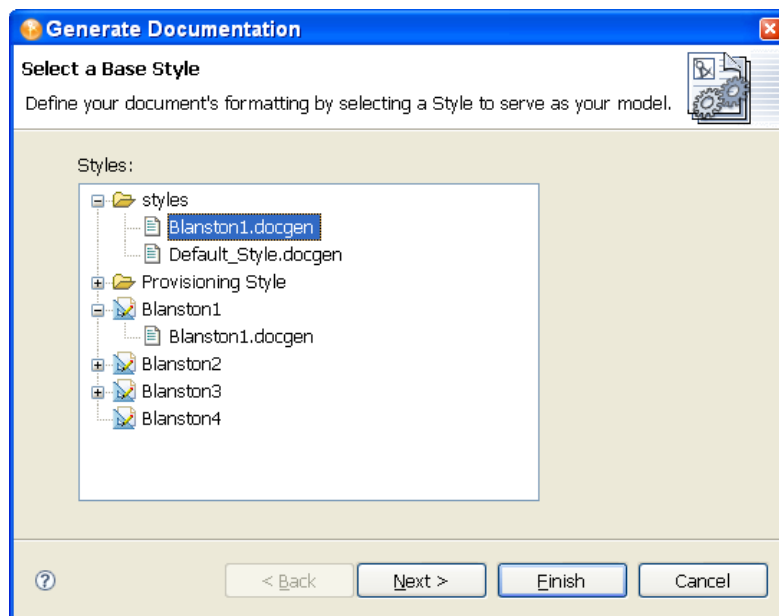 Generate Documentation
Select a Base Style
Define your document's formatting by selecting a Style to serve as your model.
Styles:
styles
Blanston1.docgen
Default_Style.docgen
Provisioning Style
Blanston1
Blanston1.docgen
Blanston2
Blanston3
Blanston4
< Back Next > Finish Cancel